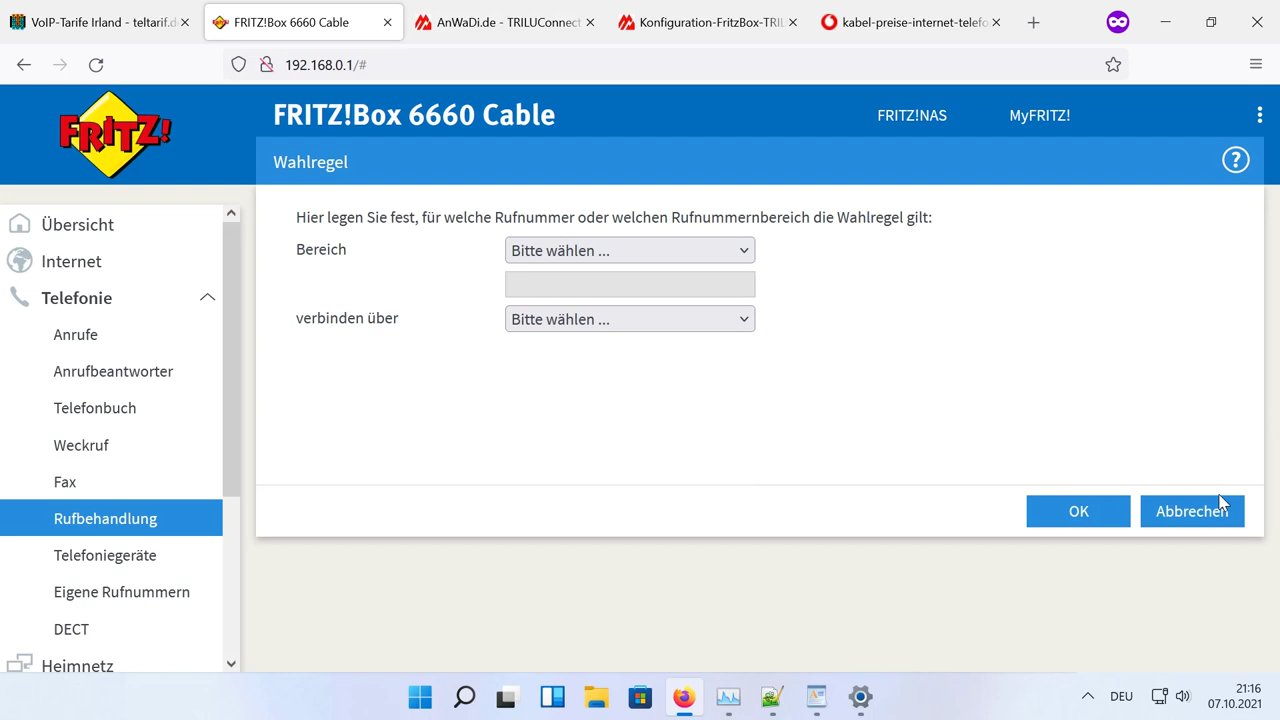 VoIP-Tarife Irland - teltarif.d
FRITZ!Box 6660 Cable
AnWaDi.de - TRILUConnect
Konfiguration-FritzBox-TRIL
kabel-preise-internet-telefo
192.168.0.1/#
FRITZ!
FRITZ!Box 6660 Cable
FRITZ!NAS
MyFRITZ!
Wahlregel
?
Übersicht
Internet
Telefonie
Anrufe
Anrufbeantworter
Telefonbuch
Weckruf
Fax
Rufbehandlung
Telefoniegeräte
Eigene Rufnummern
DECT
Heimnetz
Hier legen Sie fest, für welche Rufnummer oder welchen Rufnummernbereich die Wahlregel gilt:
Bereich Bitte wählen ...
verbinden über Bitte wählen ...
OK Abbrechen
DEU
21:16
07.10.2021